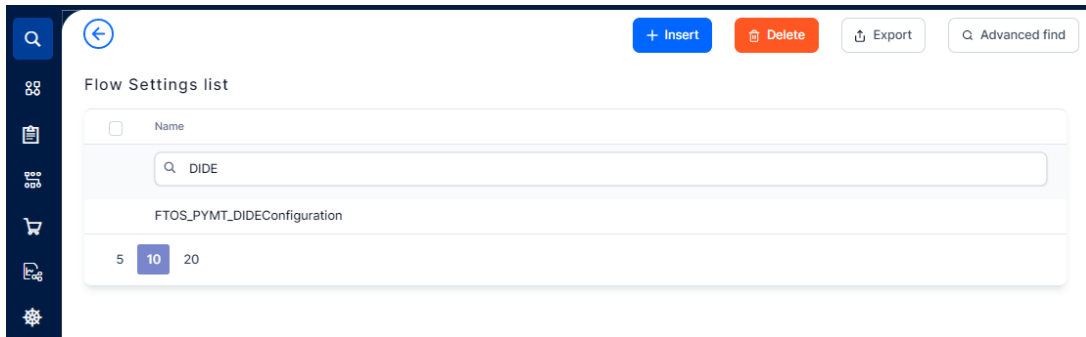 + Insert Delete Export Advanced find
Flow Settings list
Name
DIDE
FTOS_PYMT_DIDEConfiguration
5 10 20